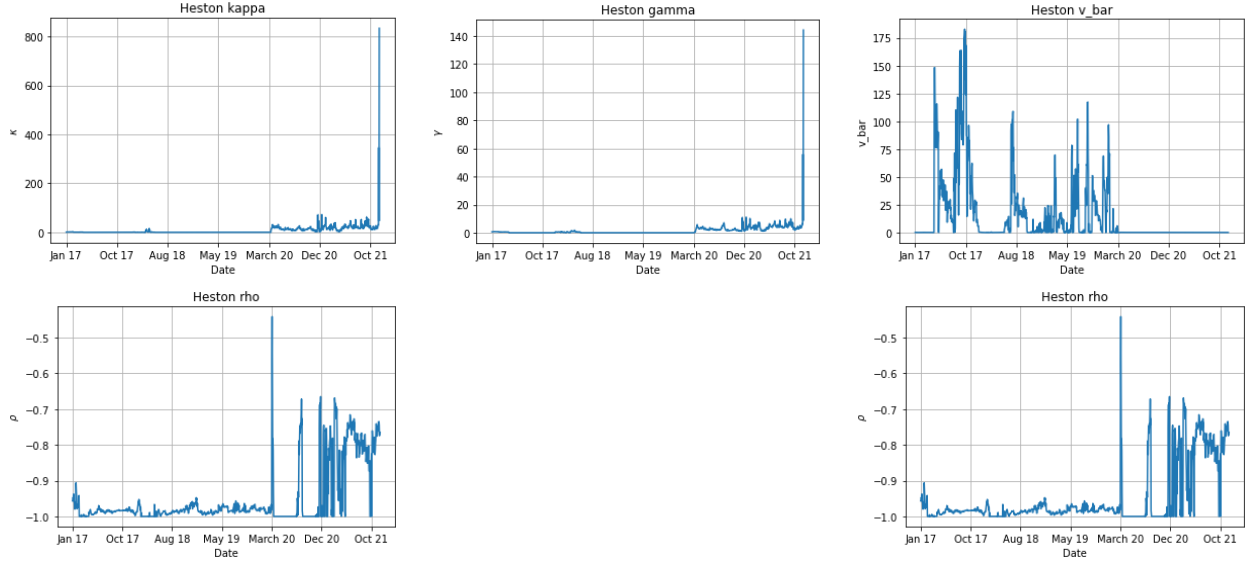 Heston kappa
800
600
400
200
0
κ
Jan 17 Oct 17 Aug 18 May 19 March 20 Dec 20 Oct 21
Date
Heston gamma
140
120
100
80
60
40
20
0
γ
Jan 17 Oct 17 Aug 18 May 19 March 20 Dec 20 Oct 21
Date
Heston v_bar
175
150
125
100
75
50
25
0
v_bar
Jan 17 Oct 17 Aug 18 May 19 March 20 Dec 20 Oct 21
Date
Heston rho
−0.5
−0.6
−0.7
−0.8
−0.9
−1.0
ρ
Jan 17 Oct 17 Aug 18 May 19 March 20 Dec 20 Oct 21
Date
Heston rho
−0.5
−0.6
−0.7
−0.8
−0.9
−1.0
ρ
Jan 17 Oct 17 Aug 18 May 19 March 20 Dec 20 Oct 21
Date